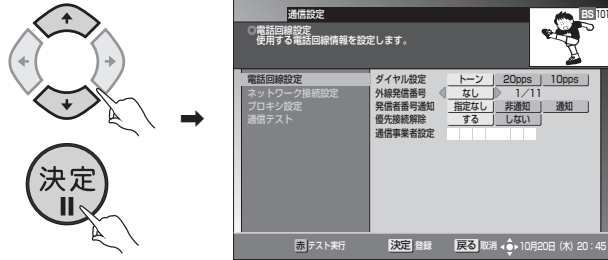 決定
通信設定
BS 101
◎電話回線設定
使用する電話回線情報を設定します。
電話回線設定
ネットワーク接続設定
プロキシ設定
通信テスト
ダイヤル設定 トーン 20pps 10pps
外線発信番号 なし 1／11
発信者番号通知 指定なし 非通知 通知
優先接続解除 する しない
通信事業者設定
赤 テスト実行 決定 登録 戻る 取消 10月20日 (木) 20:45